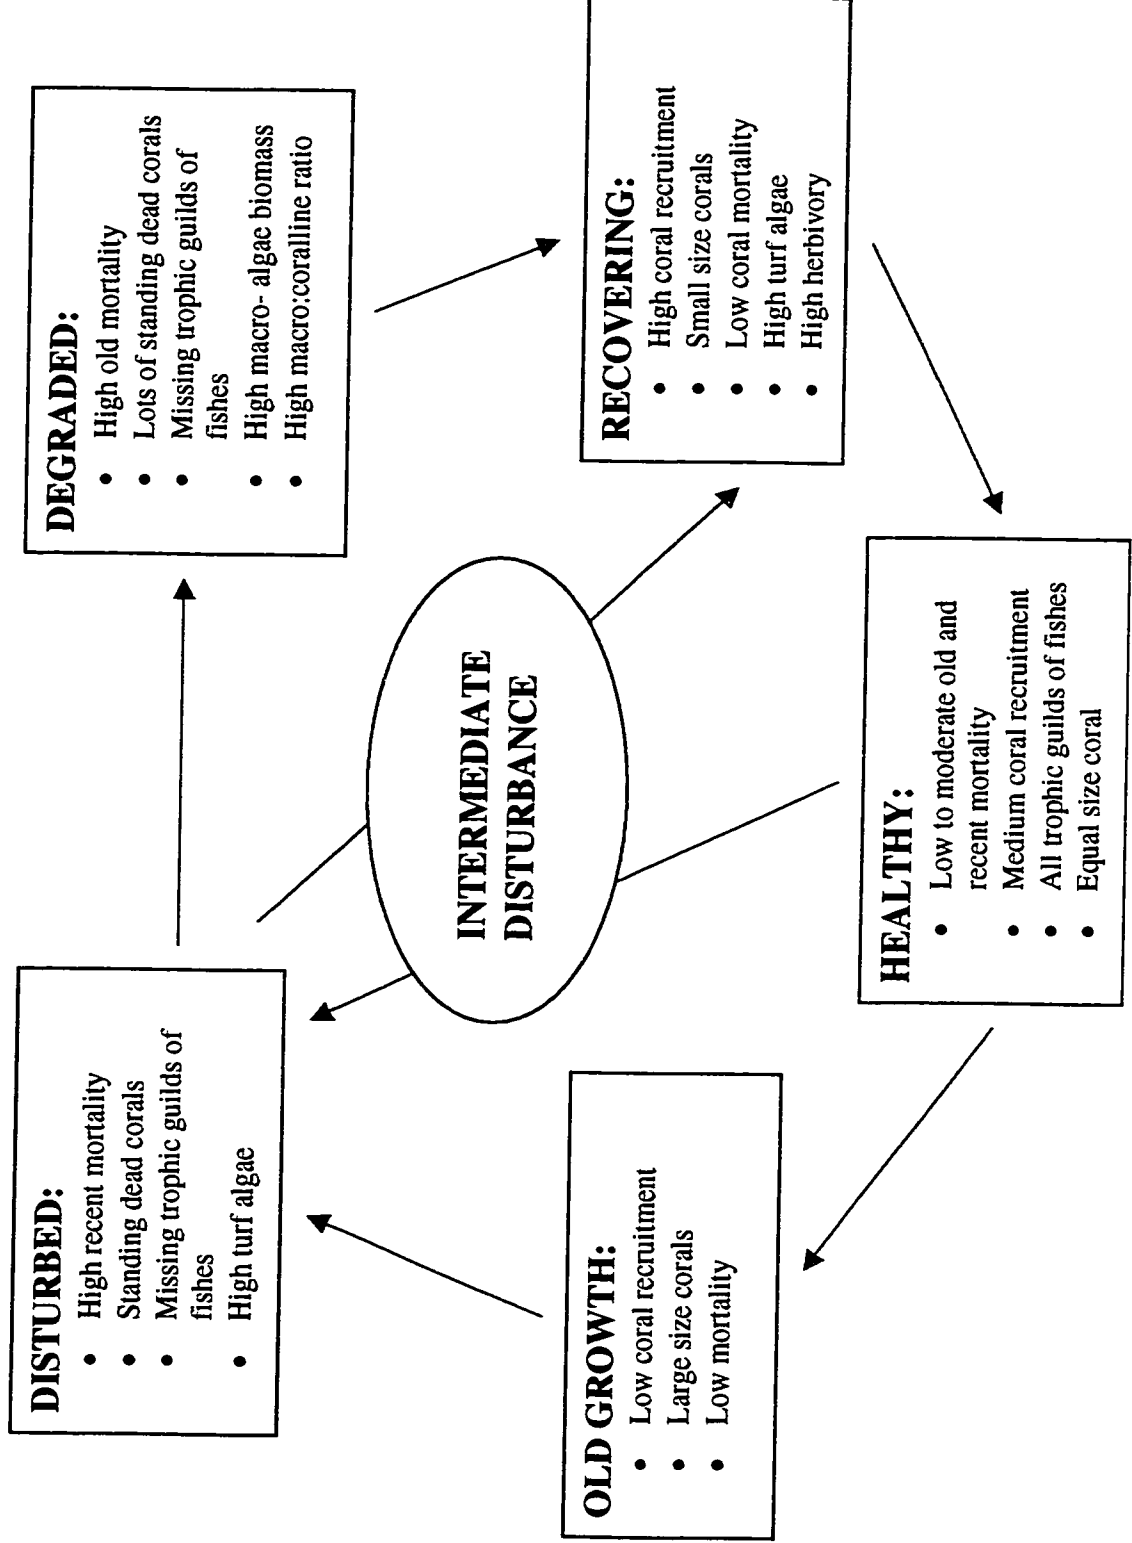 DISTURBED:
• High recent mortality
• Standing dead corals
• Missing trophic guilds of
fishes
• High turf algae
DEGRADED:
• High old mortality
• Lots of standing dead corals
• Missing trophic guilds of
fishes
• High macro- algae biomass
• High macro:coralline ratio
INTERMEDIATE
DISTURBANCE
OLD GROWTH:
• Low coral recruitment
• Large size corals
• Low mortality
RECOVERING:
• High coral recruitment
• Small size corals
• Low coral mortality
• High turf algae
• High herbivory
HEALTHY:
• Low to moderate old and
recent mortality
• Medium coral recruitment
• All trophic guilds of fishes
• Equal size coral